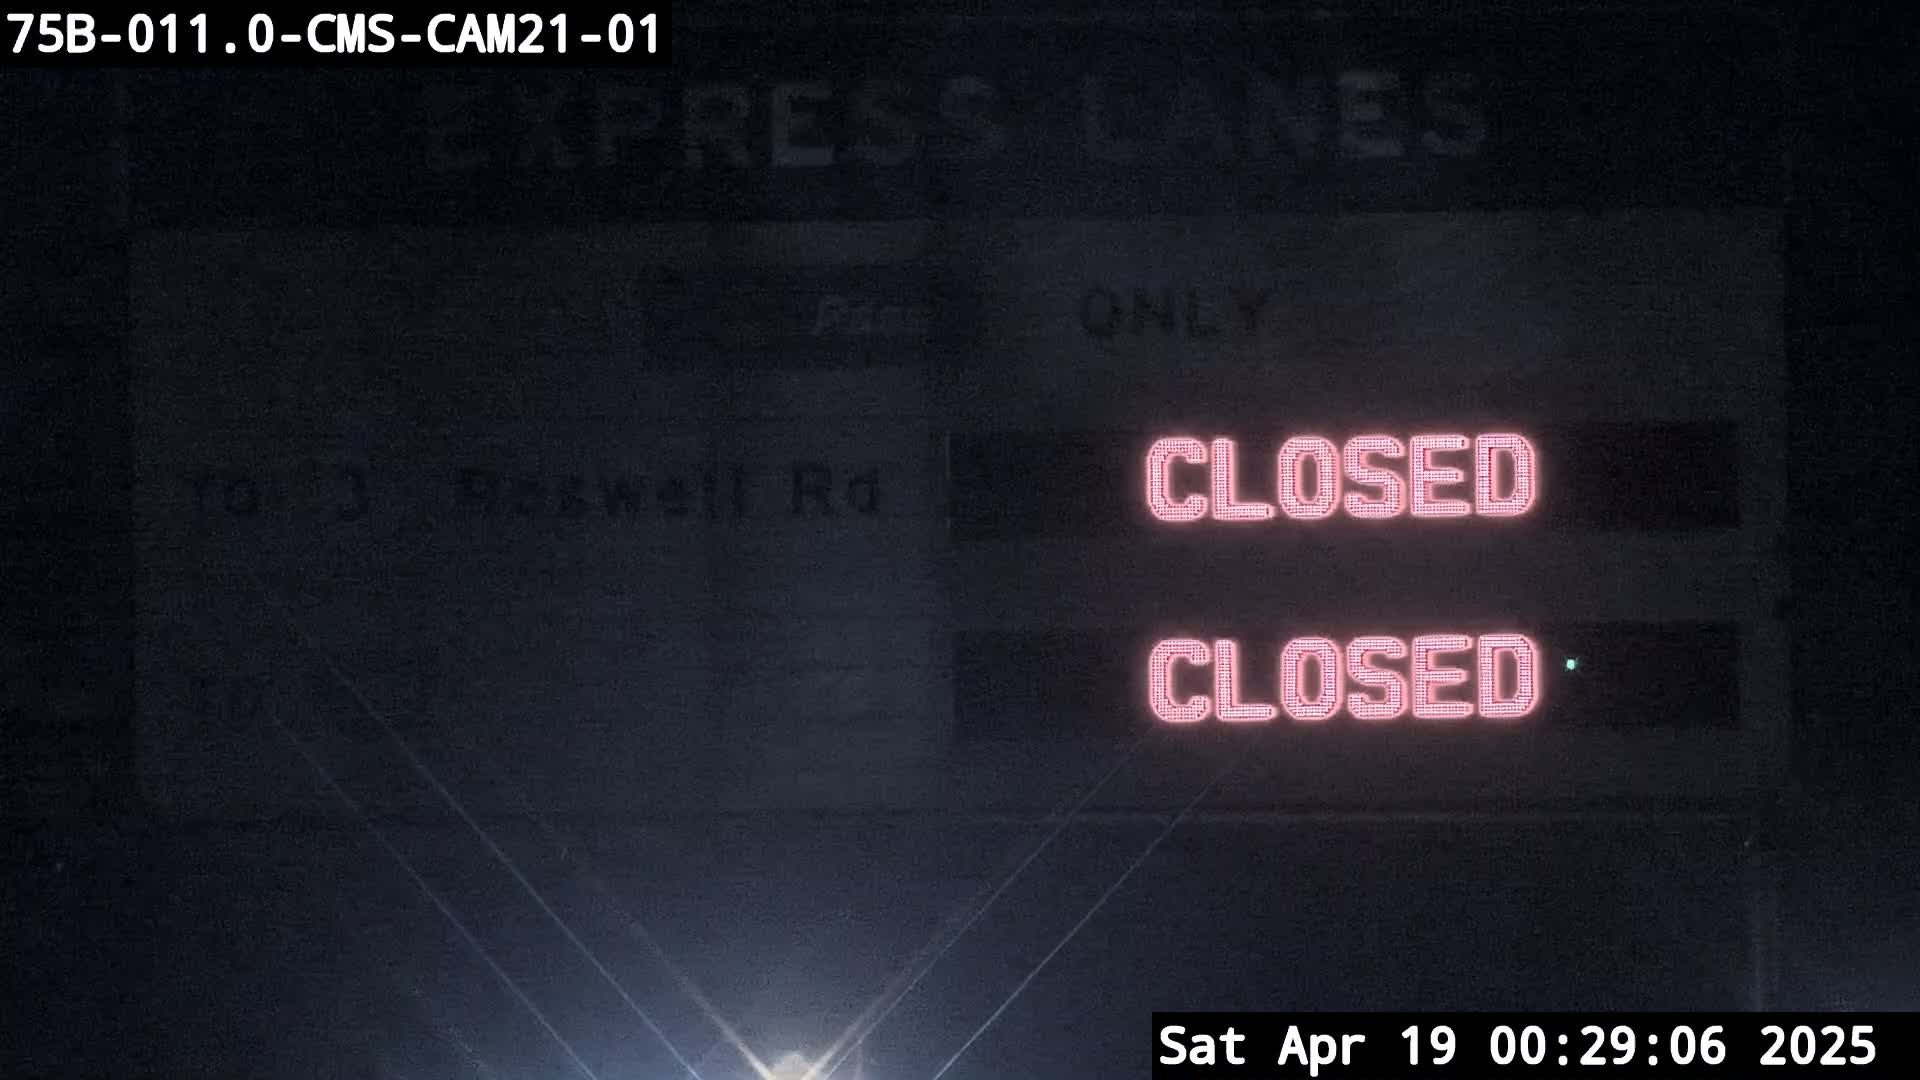 75B-011.0-CMS-CAM21-01
EXPRESS LANES
ONLY
CLOSED
Roswell Rd
CLOSED
Sat Apr 19 00:29:06 2025